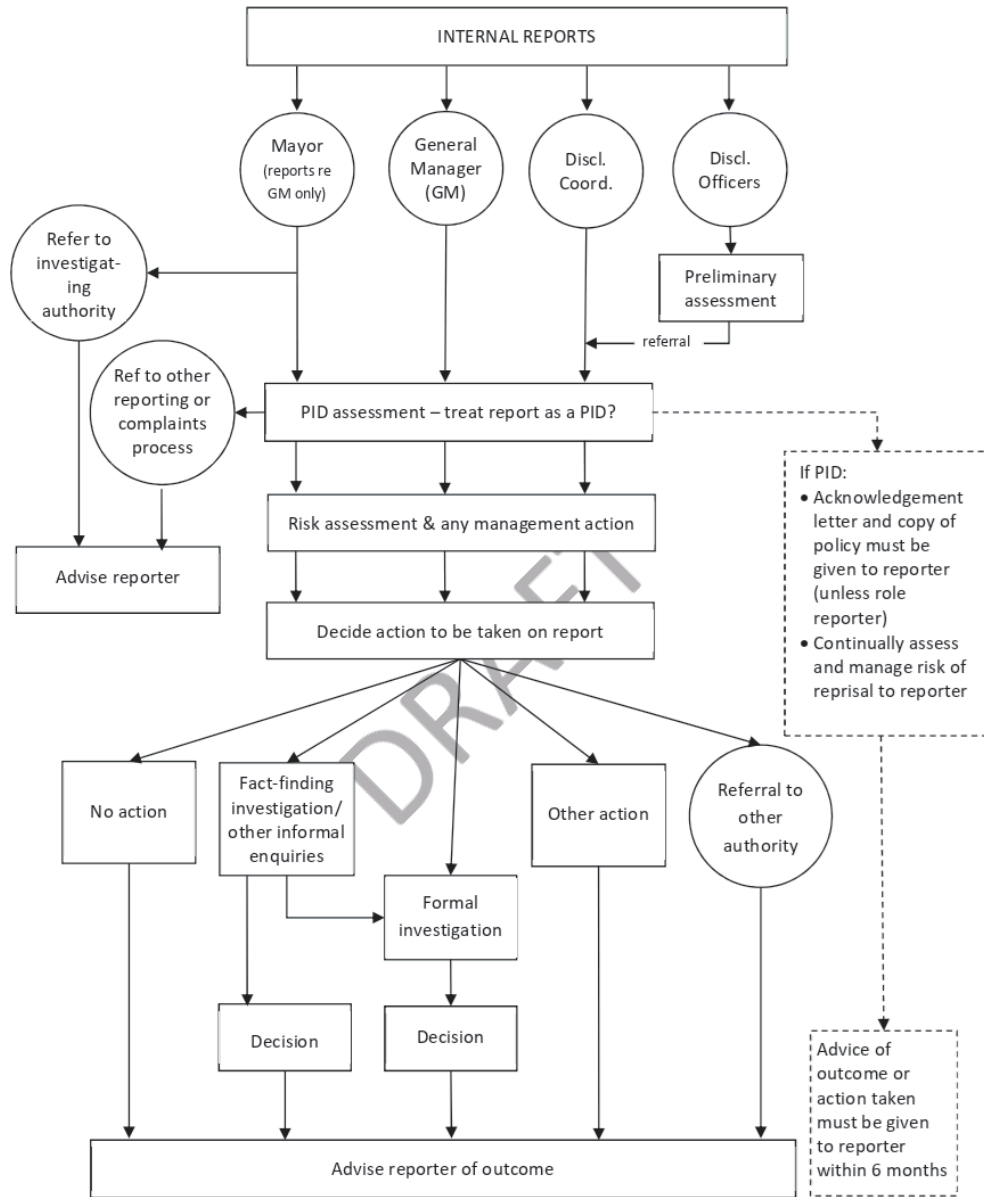 INTERNAL REPORTS
Mayor
(reports re
GM only)
General
Manager
(GM)
Discl.
Coord.
Discl.
Officers
Refer to
investigat-
ing
authority
Preliminary
assessment
referral
Ref to other
reporting or
complaints
process
PID assessment – treat report as a PID?
If PID:
• Acknowledgement
letter and copy of
policy must be
given to reporter
(unless role
reporter)
• Continually assess
and manage risk of
reprisal to reporter
Risk assessment & any management action
Advise reporter
Decide action to be taken on report
DRAFT
No action
Fact-finding
investigation/
other informal
enquiries
Formal
investigation
Other action
Referral to
other
authority
Decision
Decision
Advice of
outcome or
action taken
must be given
to reporter
within 6 months
Advise reporter of outcome